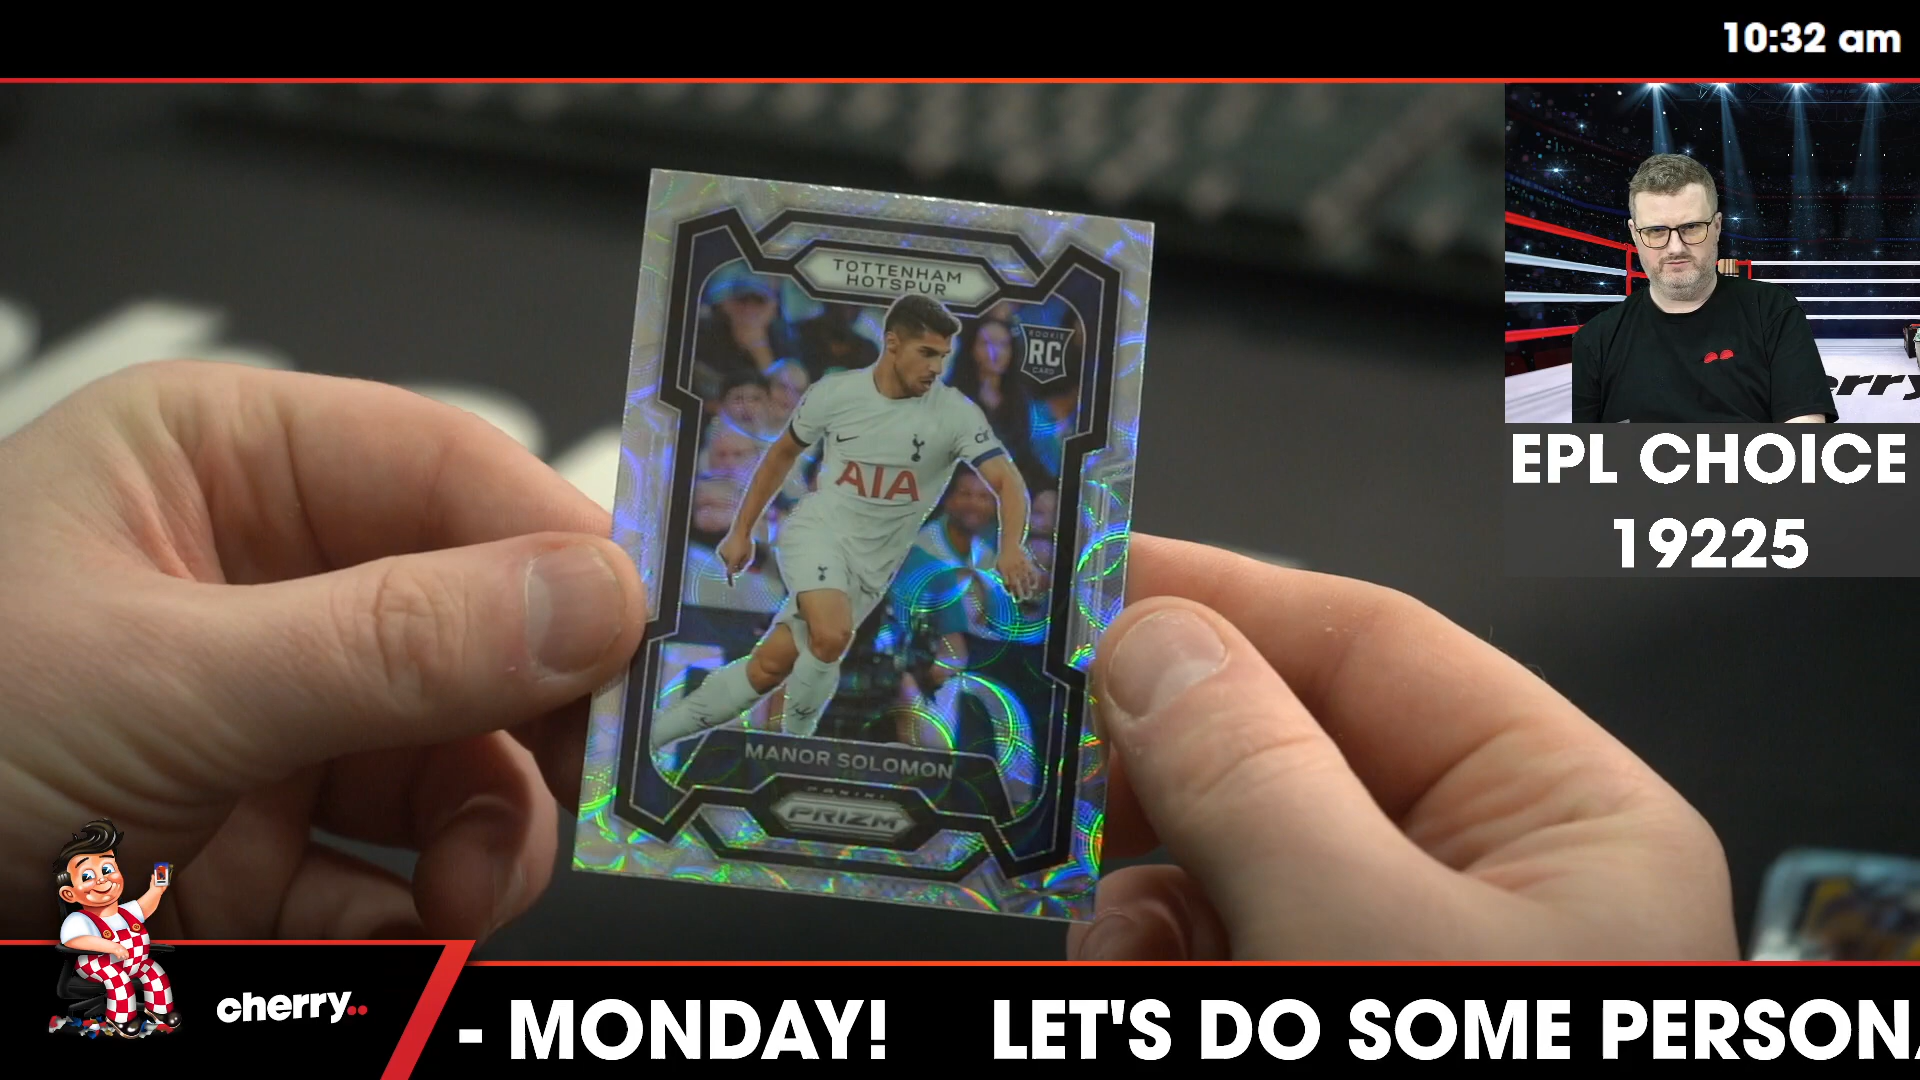 10:32 am
TOTTENHAM
HOTSPUR
ROOKIE
RC
CARD
AIA
MANOR SOLOMON
PANINI
PRIZM
EPL CHOICE
19225
cherry..
- MONDAY!
LET'S DO SOME PERSON